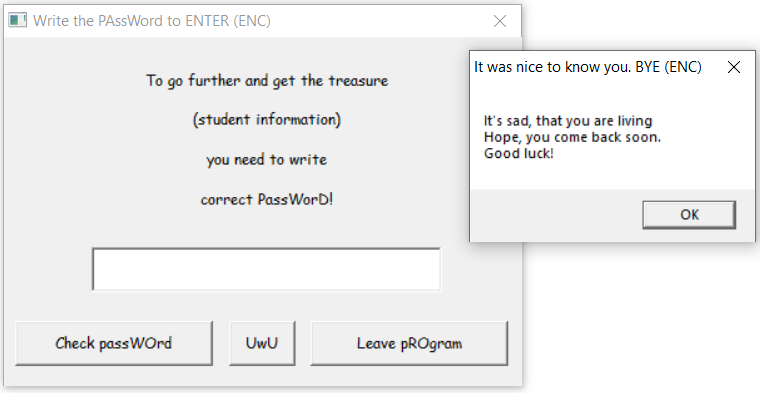 Write the PAssWord to ENTER (ENC)
To go further and get the treasure
(student information)
you need to write
correct PassWorD!
Check passWOrd
UwU
Leave pROgram
It was nice to know you. BYE (ENC)
It's sad, that you are living
Hope, you come back soon.
Good luck!
OK